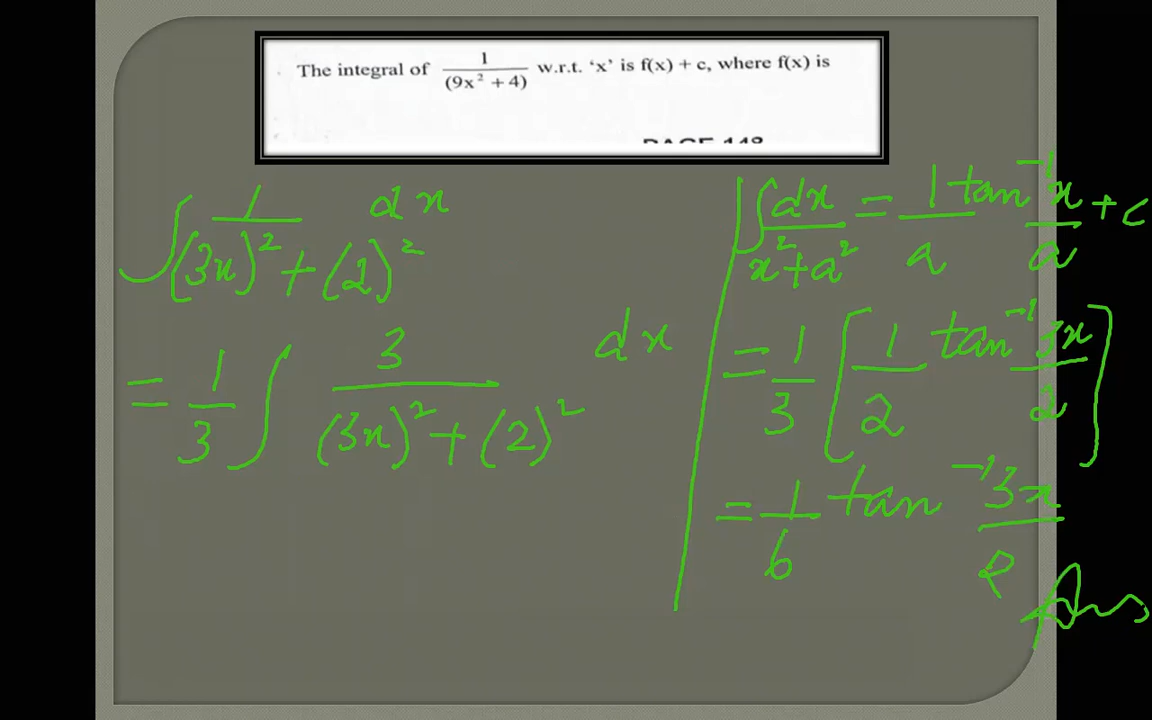 The integral of 1/(9x² + 4) w.r.t. ‘x’ is f(x) + c, where f(x) is
PAGE 149
∫ 1/((3x)² + (2)²) dx
= 1/3 ∫ 3/((3x)² + (2)²) dx
∫ dx/(x² + a²) = 1/a tan⁻¹ x/a + c
= 1/3 [1/2 tan⁻¹ 3x/2]
= 1/6 tan⁻¹ 3x/2
Ans